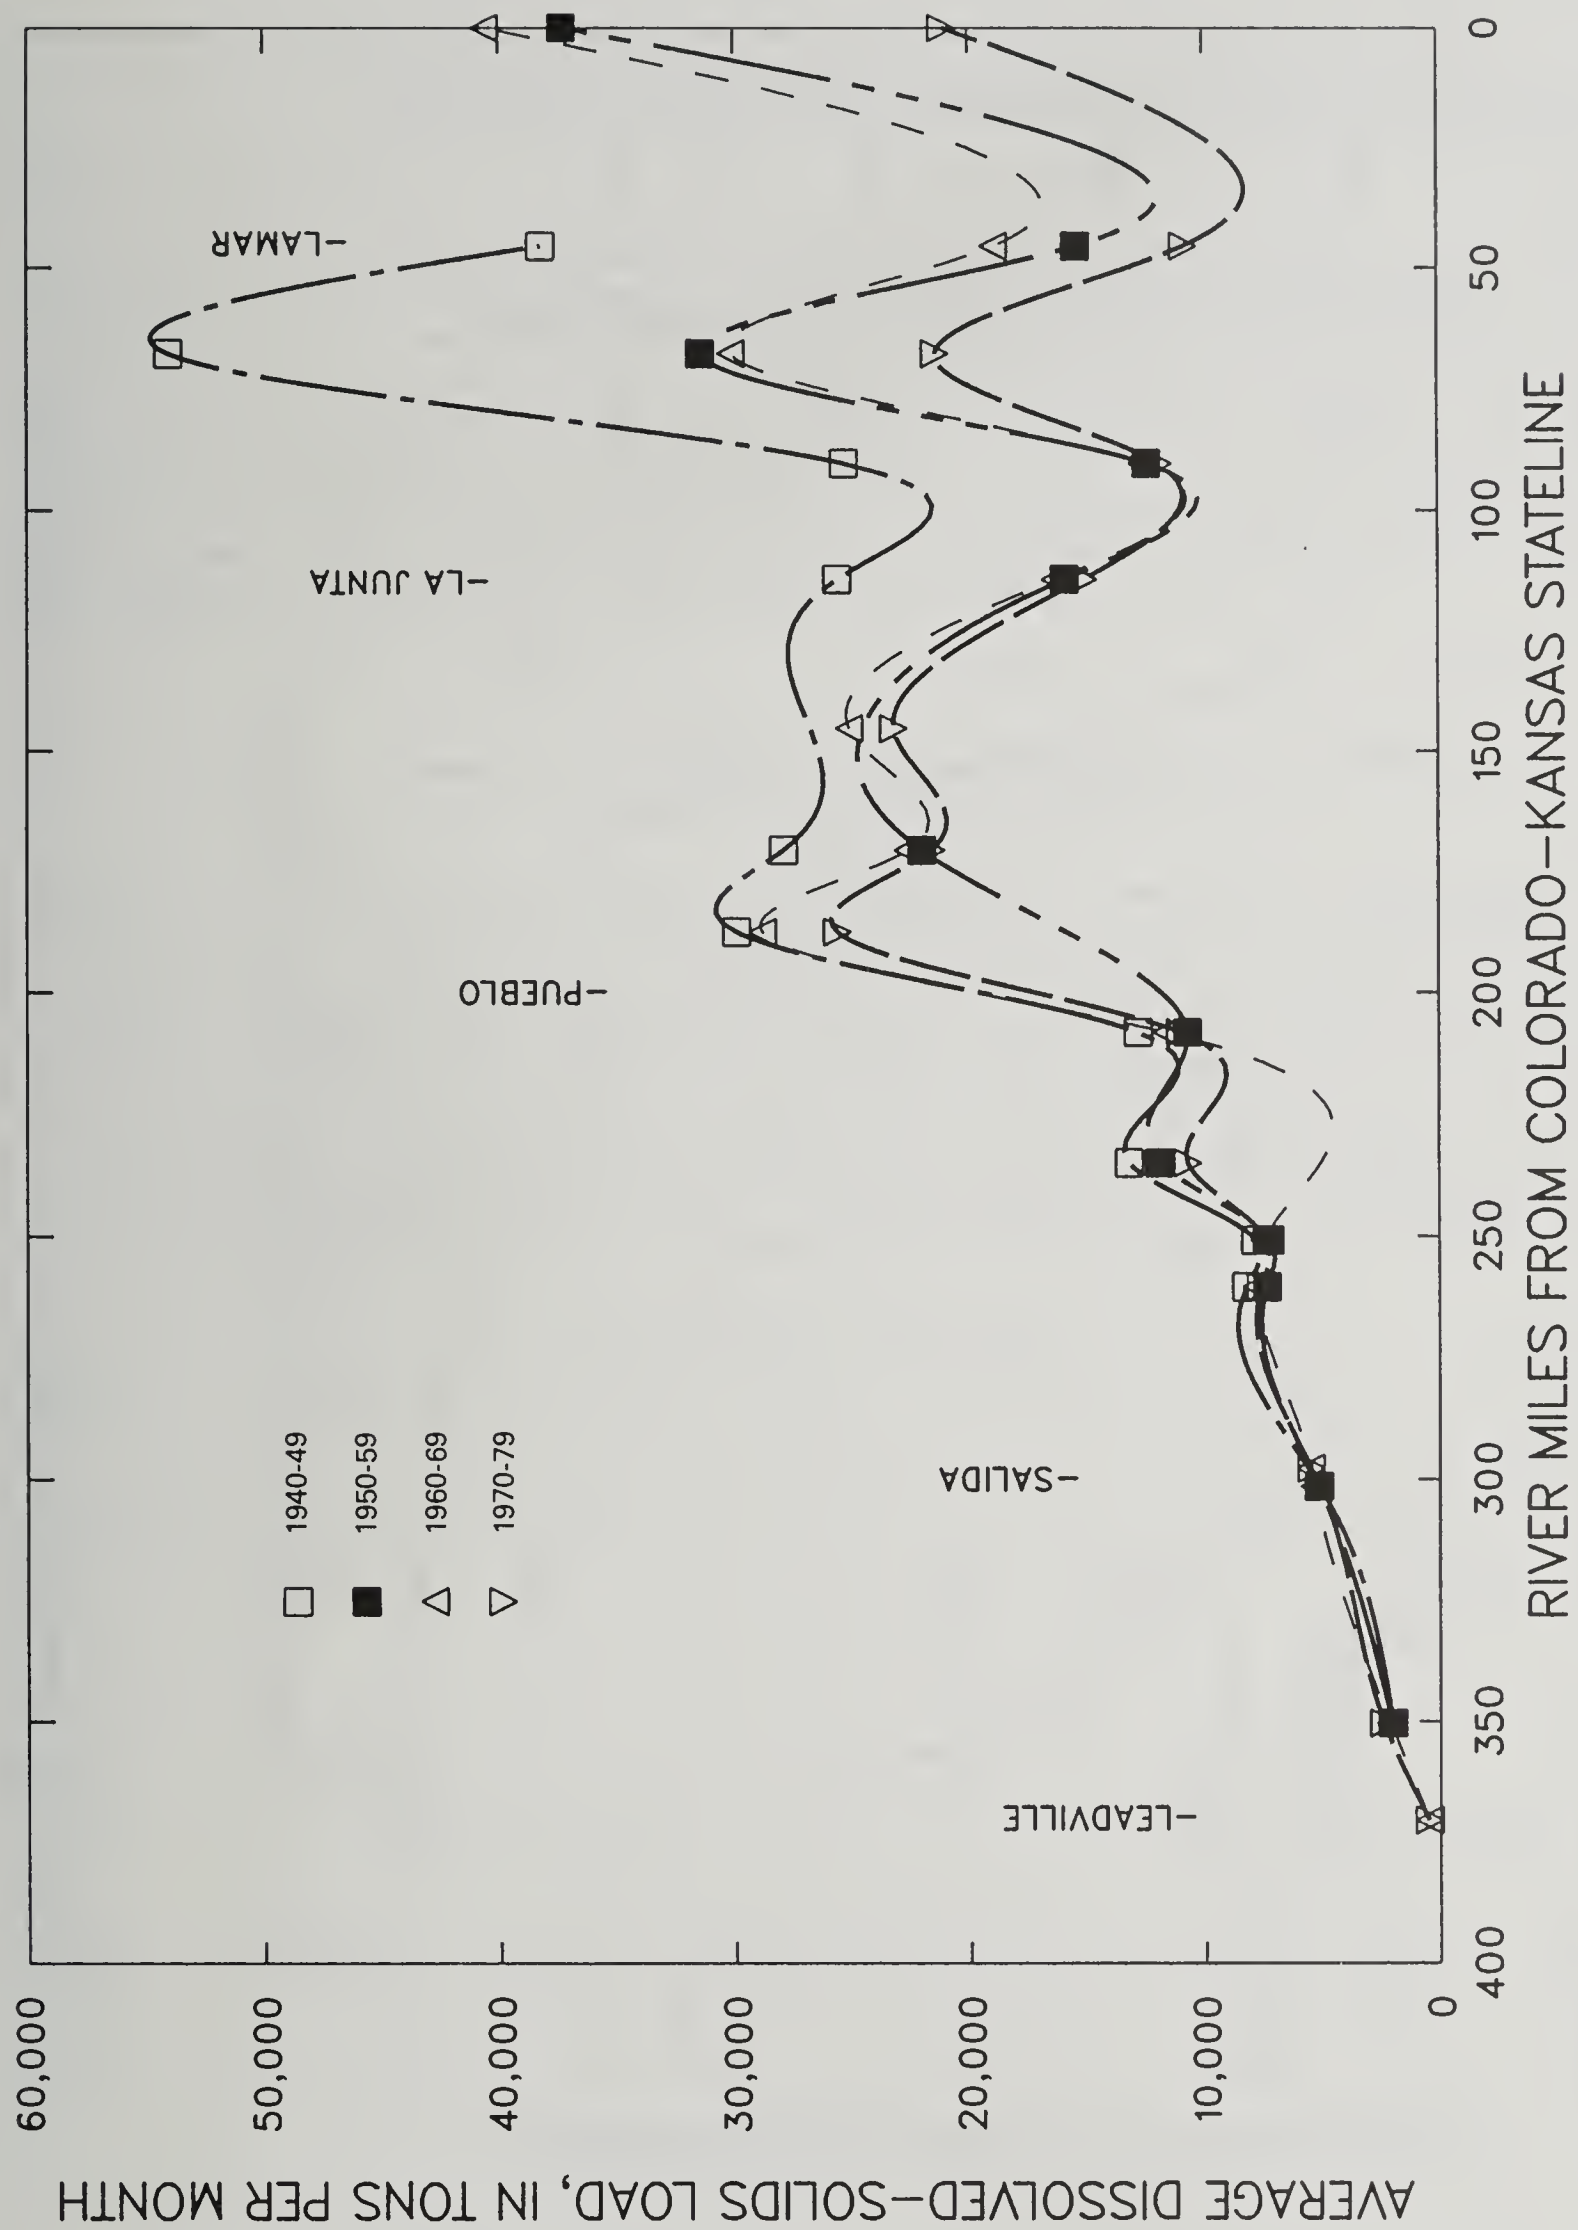 AVERAGE DISSOLVED-SOLIDS LOAD, IN TONS PER MONTH
60,000
50,000
40,000
30,000
20,000
10,000
0
□ 1940-49
■ 1950-59
△ 1960-69
▽ 1970-79
-LEADVILLE
-SALIDA
-PUEBLO
-LA JUNTA
-LAMAR
400
350
300
250
200
150
100
50
0
RIVER MILES FROM COLORADO-KANSAS STATELINE